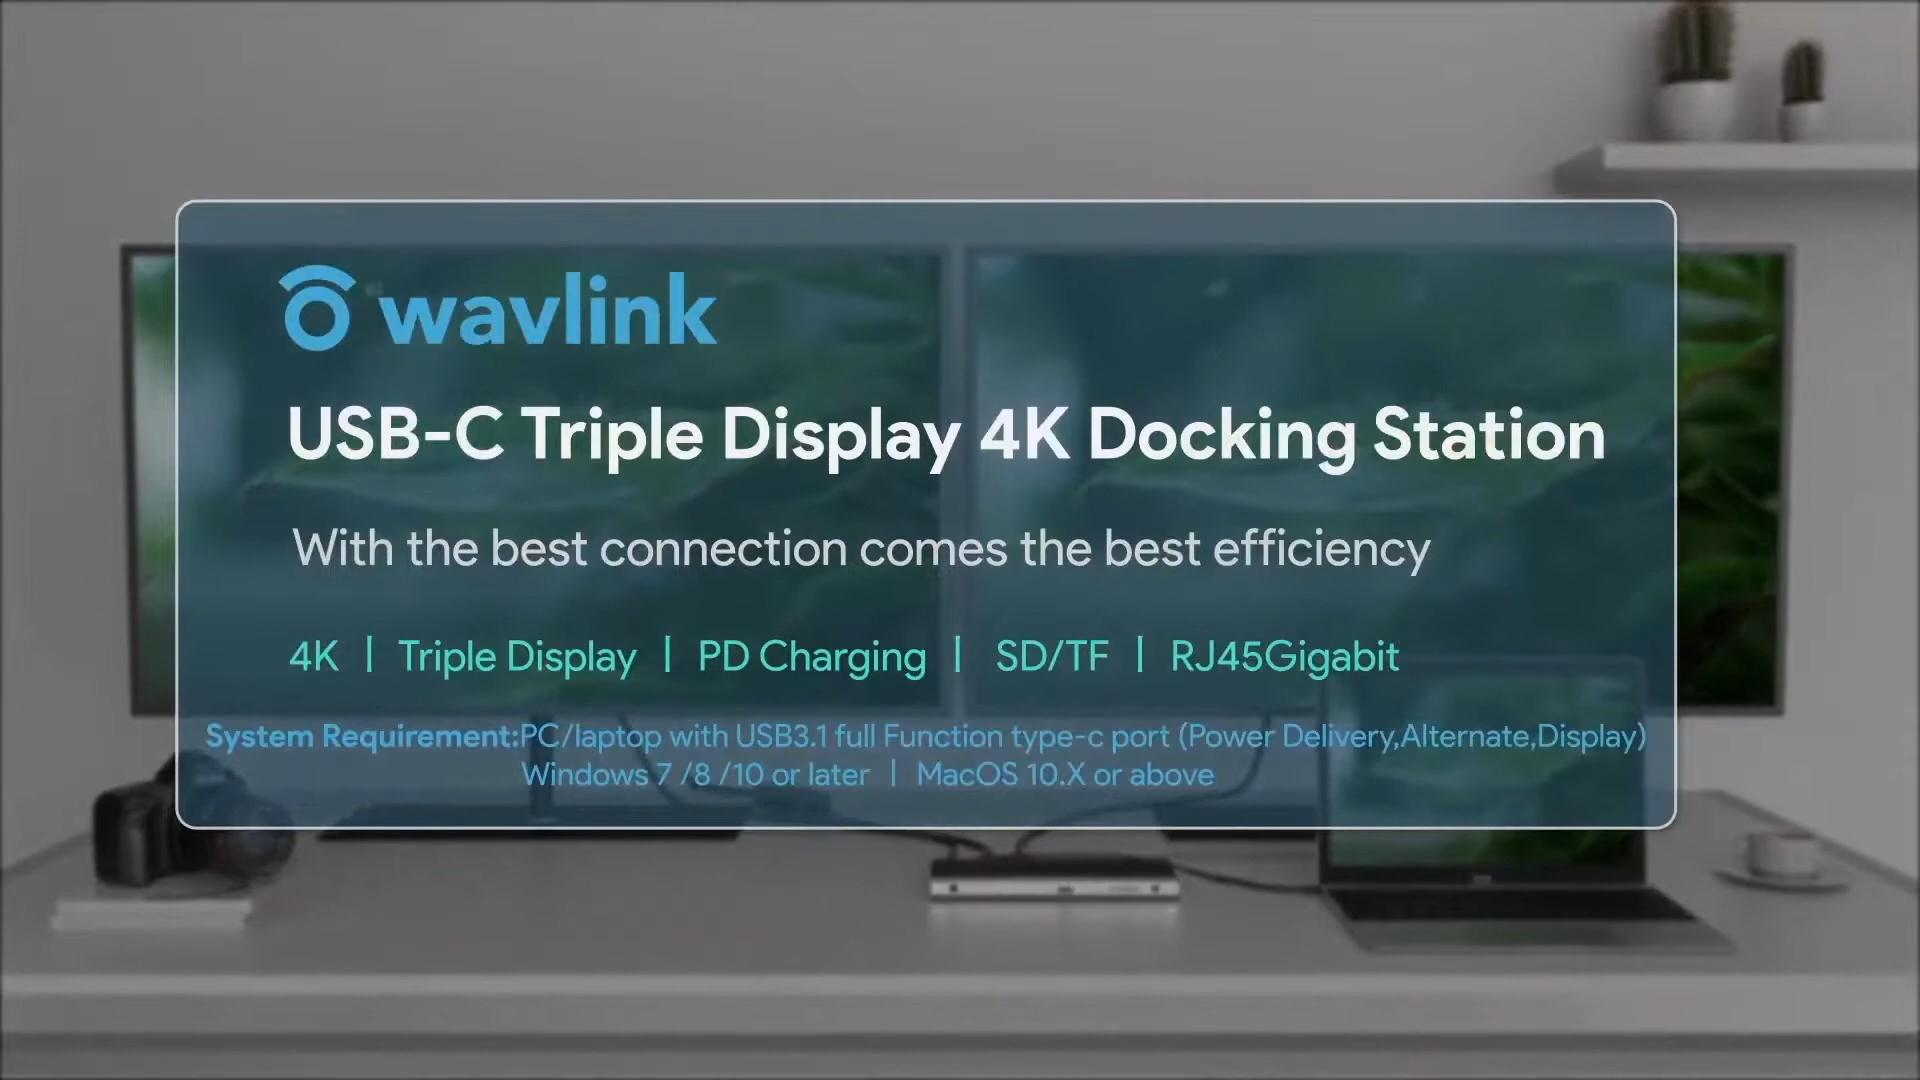 wavlink
USB-C Triple Display 4K Docking Station
With the best connection comes the best efficiency
4K | Triple Display | PD Charging | SD/TF | RJ45Gigabit
System Requirement:PC/laptop with USB3.1 full Function type-c port (Power Delivery,Alternate,Display)
Windows 7 /8 /10 or later | MacOS 10.X or above